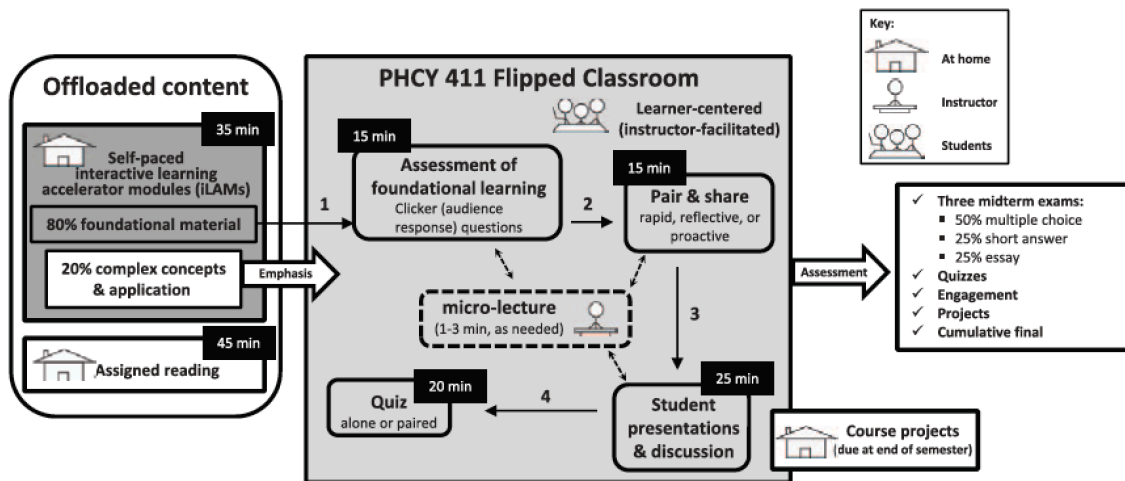 Key:
At home
Instructor
Students
Offloaded content
35 min
Self-paced
interactive learning
accelerator modules (iLAMs)
80% foundational material
20% complex concepts
& application
45 min
Assigned reading
1
Emphasis
PHCY 411 Flipped Classroom
Learner-centered
(instructor-facilitated)
15 min
Assessment of
foundational learning
Clicker (audience
response) questions
2
15 min
Pair & share
rapid, reflective, or
proactive
micro-lecture
(1-3 min, as needed)
3
25 min
Student
presentations
& discussion
4
20 min
Quiz
alone or paired
Assessment
✓ Three midterm exams:
▪ 50% multiple choice
▪ 25% short answer
▪ 25% essay
✓ Quizzes
✓ Engagement
✓ Projects
✓ Cumulative final
Course projects
(due at end of semester)